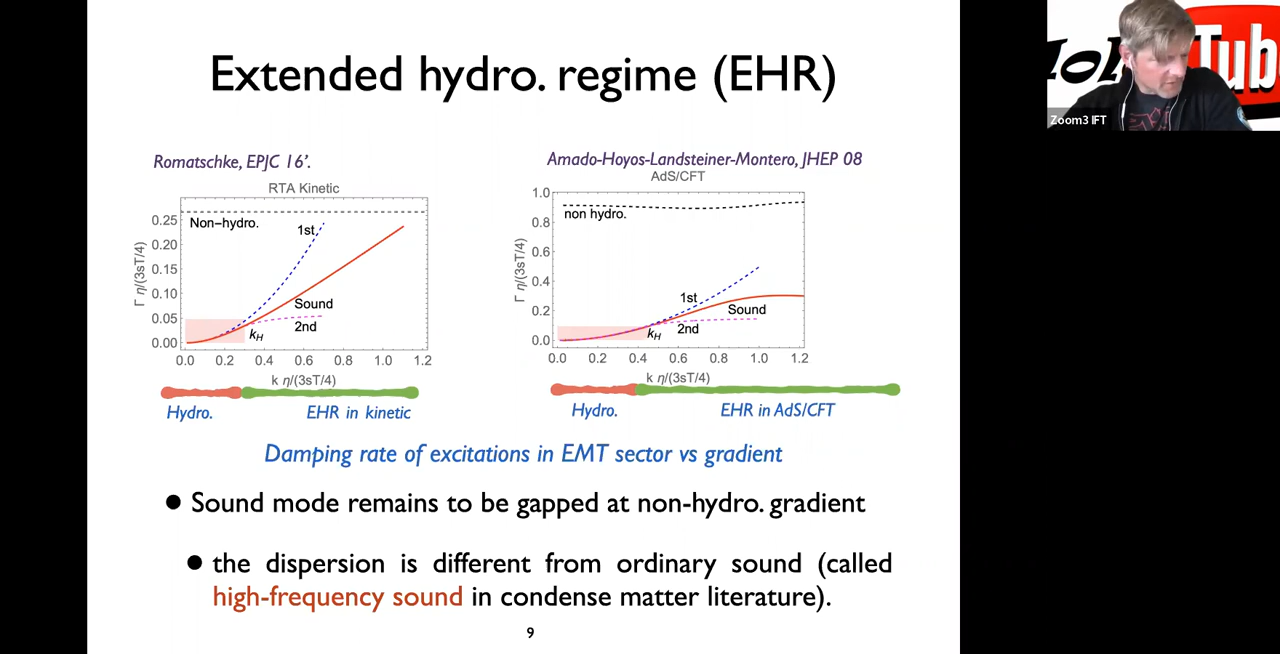 Extended hydro. regime (EHR)
Romatschke, EPJC 16'.
RTA Kinetic
Γ η/(3sT/4)
0.25
0.20
0.15
0.10
0.05
0.00
Non-hydro.
1st
Sound
2nd
kH
0.0 0.2 0.4 0.6 0.8 1.0 1.2
k η/(3sT/4)
Hydro.
EHR in kinetic
Amado-Hoyos-Landsteiner-Montero, JHEP 08
AdS/CFT
Γ η/(3sT/4)
1.0
0.8
0.6
0.4
0.2
0.0
non hydro.
1st
Sound
2nd
kH
0.0 0.2 0.4 0.6 0.8 1.0 1.2
k η/(3sT/4)
Hydro.
EHR in AdS/CFT
Damping rate of excitations in EMT sector vs gradient
● Sound mode remains to be gapped at non-hydro. gradient
● the dispersion is different from ordinary sound (called
high-frequency sound in condense matter literature).
9
Tub
Zoom3 IFT